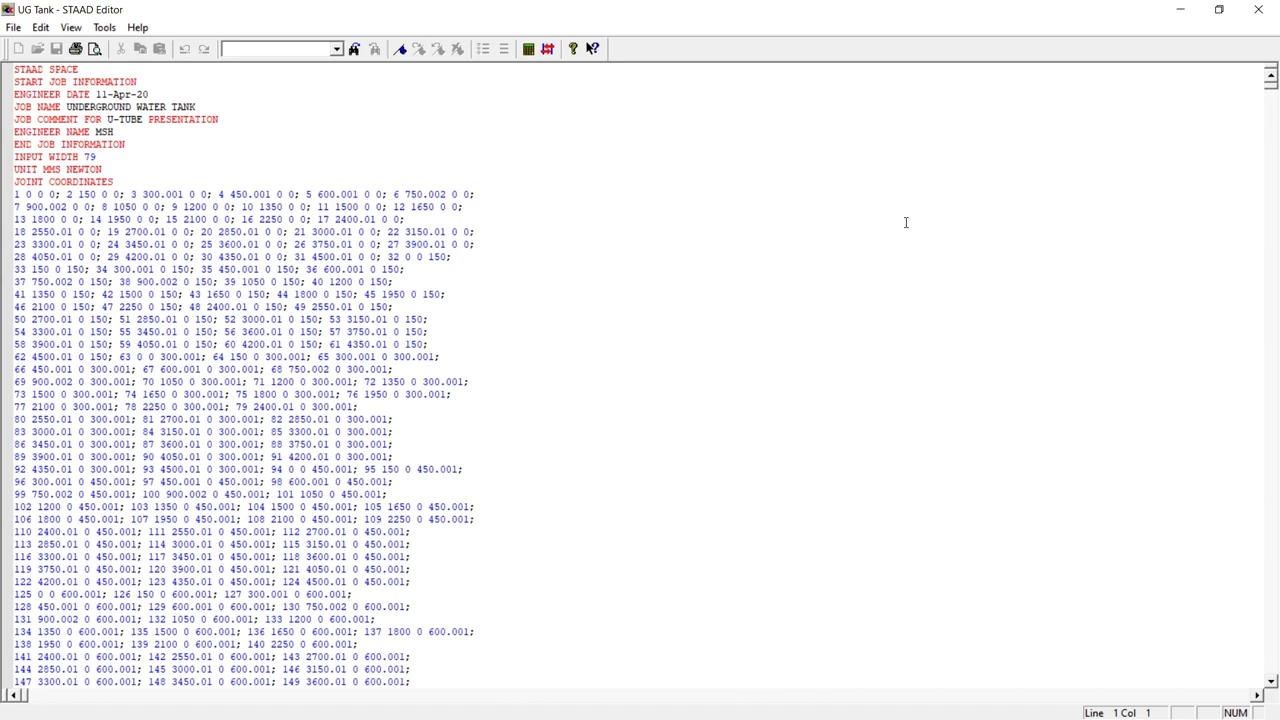 UG Tank - STAAD Editor
File Edit View Tools Help
STAAD SPACE
START JOB INFORMATION
ENGINEER DATE 11-Apr-20
JOB NAME UNDERGROUND WATER TANK
JOB COMMENT FOR U-TUBE PRESENTATION
ENGINEER NAME MSH
END JOB INFORMATION
INPUT WIDTH 79
UNIT MMS NEWTON
JOINT COORDINATES
1 0 0 0; 2 150 0 0; 3 300.001 0 0; 4 450.001 0 0; 5 600.001 0 0; 6 750.002 0 0;
7 900.002 0 0; 8 1050 0 0; 9 1200 0 0; 10 1350 0 0; 11 1500 0 0; 12 1650 0 0;
13 1800 0 0; 14 1950 0 0; 15 2100 0 0; 16 2250 0 0; 17 2400.01 0 0;
18 2550.01 0 0; 19 2700.01 0 0; 20 2850.01 0 0; 21 3000.01 0 0; 22 3150.01 0 0;
23 3300.01 0 0; 24 3450.01 0 0; 25 3600.01 0 0; 26 3750.01 0 0; 27 3900.01 0 0;
28 4050.01 0 0; 29 4200.01 0 0; 30 4350.01 0 0; 31 4500.01 0 0; 32 0 0 150;
33 150 0 150; 34 300.001 0 150; 35 450.001 0 150; 36 600.001 0 150;
37 750.002 0 150; 38 900.002 0 150; 39 1050 0 150; 40 1200 0 150;
41 1350 0 150; 42 1500 0 150; 43 1650 0 150; 44 1800 0 150; 45 1950 0 150;
46 2100 0 150; 47 2250 0 150; 48 2400.01 0 150; 49 2550.01 0 150;
50 2700.01 0 150; 51 2850.01 0 150; 52 3000.01 0 150; 53 3150.01 0 150;
54 3300.01 0 150; 55 3450.01 0 150; 56 3600.01 0 150; 57 3750.01 0 150;
58 3900.01 0 150; 59 4050.01 0 150; 60 4200.01 0 150; 61 4350.01 0 150;
62 4500.01 0 150; 63 0 0 300.001; 64 150 0 300.001; 65 300.001 0 300.001;
66 450.001 0 300.001; 67 600.001 0 300.001; 68 750.002 0 300.001;
69 900.002 0 300.001; 70 1050 0 300.001; 71 1200 0 300.001; 72 1350 0 300.001;
73 1500 0 300.001; 74 1650 0 300.001; 75 1800 0 300.001; 76 1950 0 300.001;
77 2100 0 300.001; 78 2250 0 300.001; 79 2400.01 0 300.001;
80 2550.01 0 300.001; 81 2700.01 0 300.001; 82 2850.01 0 300.001;
83 3000.01 0 300.001; 84 3150.01 0 300.001; 85 3300.01 0 300.001;
86 3450.01 0 300.001; 87 3600.01 0 300.001; 88 3750.01 0 300.001;
89 3900.01 0 300.001; 90 4050.01 0 300.001; 91 4200.01 0 300.001;
92 4350.01 0 300.001; 93 4500.01 0 300.001; 94 0 0 450.001; 95 150 0 450.001;
96 300.001 0 450.001; 97 450.001 0 450.001; 98 600.001 0 450.001;
99 750.002 0 450.001; 100 900.002 0 450.001; 101 1050 0 450.001;
102 1200 0 450.001; 103 1350 0 450.001; 104 1500 0 450.001; 105 1650 0 450.001;
106 1800 0 450.001; 107 1950 0 450.001; 108 2100 0 450.001; 109 2250 0 450.001;
110 2400.01 0 450.001; 111 2550.01 0 450.001; 112 2700.01 0 450.001;
113 2850.01 0 450.001; 114 3000.01 0 450.001; 115 3150.01 0 450.001;
116 3300.01 0 450.001; 117 3450.01 0 450.001; 118 3600.01 0 450.001;
119 3750.01 0 450.001; 120 3900.01 0 450.001; 121 4050.01 0 450.001;
122 4200.01 0 450.001; 123 4350.01 0 450.001; 124 4500.01 0 450.001;
125 0 0 600.001; 126 150 0 600.001; 127 300.001 0 600.001;
128 450.001 0 600.001; 129 600.001 0 600.001; 130 750.002 0 600.001;
131 900.002 0 600.001; 132 1050 0 600.001; 133 1200 0 600.001;
134 1350 0 600.001; 135 1500 0 600.001; 136 1650 0 600.001; 137 1800 0 600.001;
138 1950 0 600.001; 139 2100 0 600.001; 140 2250 0 600.001;
141 2400.01 0 600.001; 142 2550.01 0 600.001; 143 2700.01 0 600.001;
144 2850.01 0 600.001; 145 3000.01 0 600.001; 146 3150.01 0 600.001;
147 3300.01 0 600.001; 148 3450.01 0 600.001; 149 3600.01 0 600.001;
Line 1 Col 1 NUM